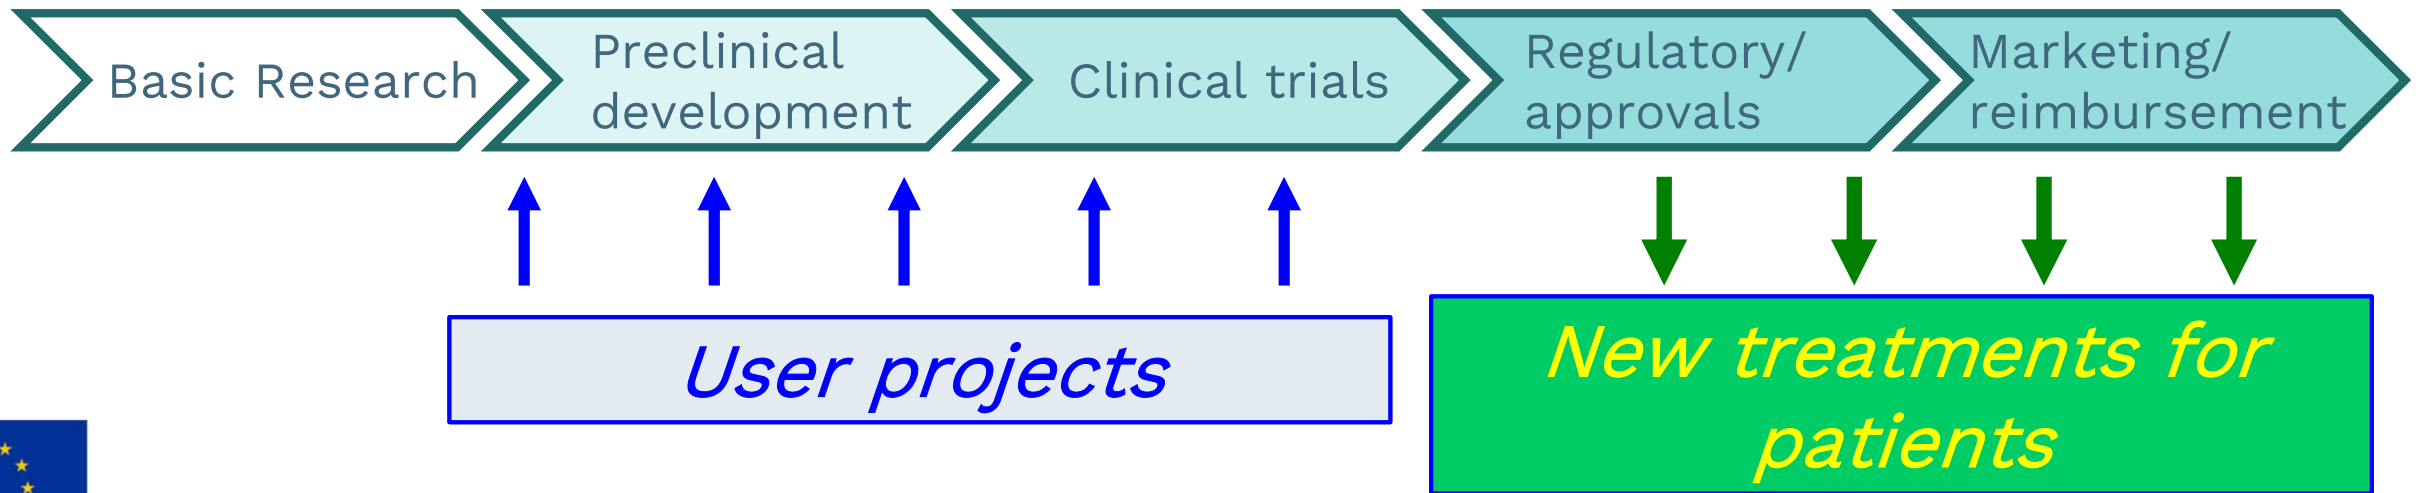 Basic Research
Preclinical
development
Clinical trials
Regulatory/
approvals
Marketing/
reimbursement
User projects
New treatments for
patients